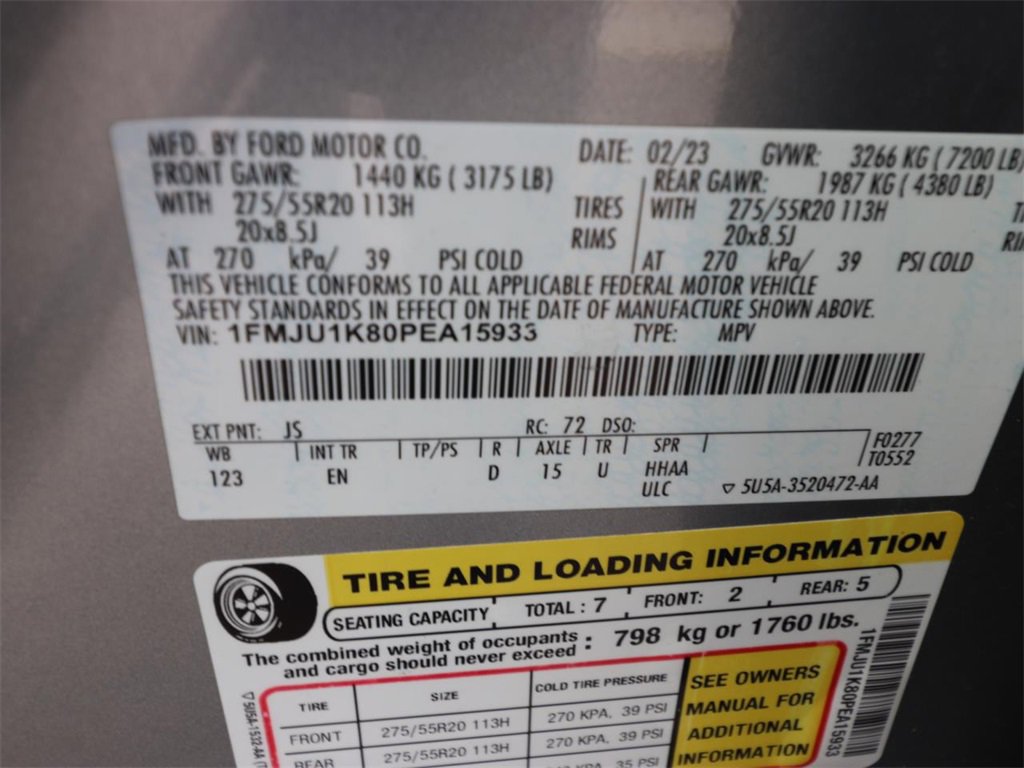 MFD. BY FORD MOTOR CO. DATE: 02/23 GVWR: 3266 KG ( 7200 LB)
FRONT GAWR: 1440 KG ( 3175 LB) REAR GAWR: 1987 KG ( 4380 LB)
WITH 275/55R20 113H TIRES WITH 275/55R20 113H
20x8.5J RIMS 20x8.5J
AT 270 kPa/ 39 PSI COLD AT 270 kPa/ 39 PSI COLD
THIS VEHICLE CONFORMS TO ALL APPLICABLE FEDERAL MOTOR VEHICLE
SAFETY STANDARDS IN EFFECT ON THE DATE OF MANUFACTURE SHOWN ABOVE.
VIN: 1FMJU1K80PEA15933 TYPE: MPV
EXT PNT: JS RC: 72 DSO:
WB INT TR TP/PS R AXLE TR SPR F0277
123 EN D 15 U HHAA T0552
ULC ▽ 5U5A-3520472-AA
TIRE AND LOADING INFORMATION
SEATING CAPACITY TOTAL : 7 FRONT: 2 REAR: 5
The combined weight of occupants
and cargo should never exceed : 798 kg or 1760 lbs.
TIRE SIZE COLD TIRE PRESSURE
FRONT 275/55R20 113H 270 KPA, 39 PSI
REAR 275/55R20 113H 270 KPA, 39 PSI
35 PSI
SEE OWNERS
MANUAL FOR
ADDITIONAL
INFORMATION
1FMJU1K80PEA15933
▽ 5U5A-1532-AA